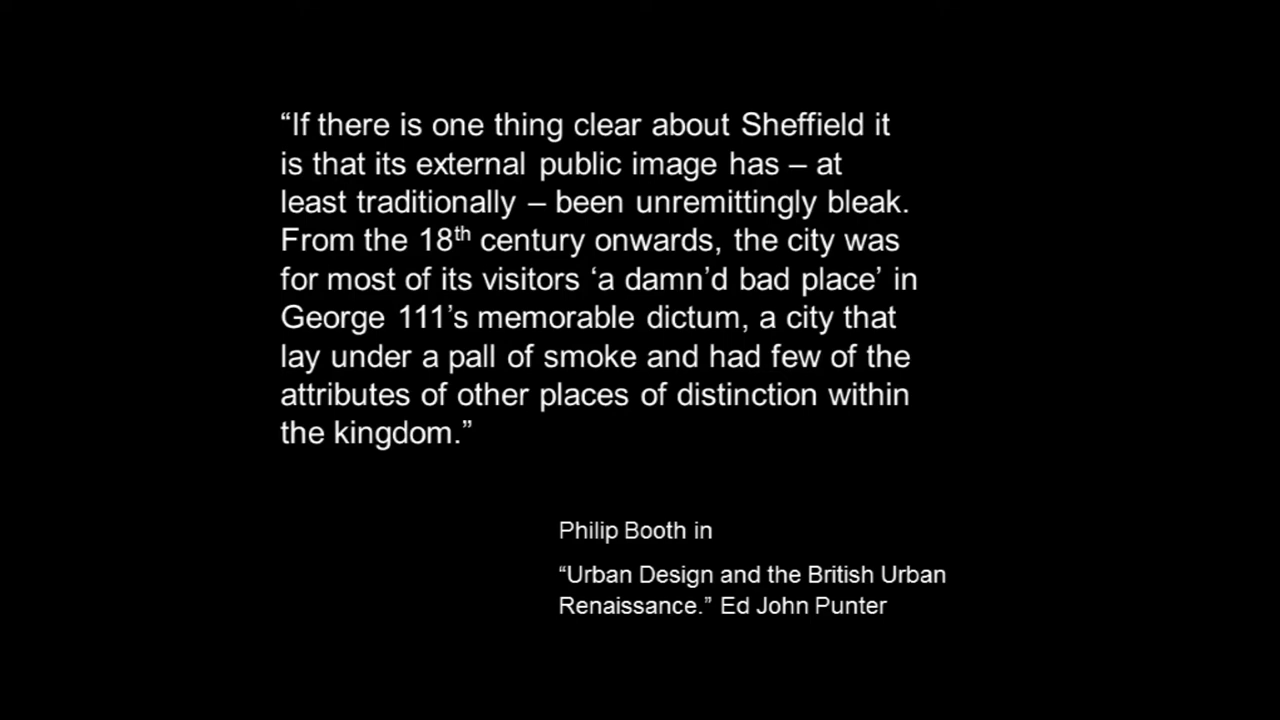 “If there is one thing clear about Sheffield it
is that its external public image has – at
least traditionally – been unremittingly bleak.
From the 18th century onwards, the city was
for most of its visitors ‘a damn’d bad place’ in
George 111’s memorable dictum, a city that
lay under a pall of smoke and had few of the
attributes of other places of distinction within
the kingdom.”
Philip Booth in
“Urban Design and the British Urban
Renaissance.” Ed John Punter